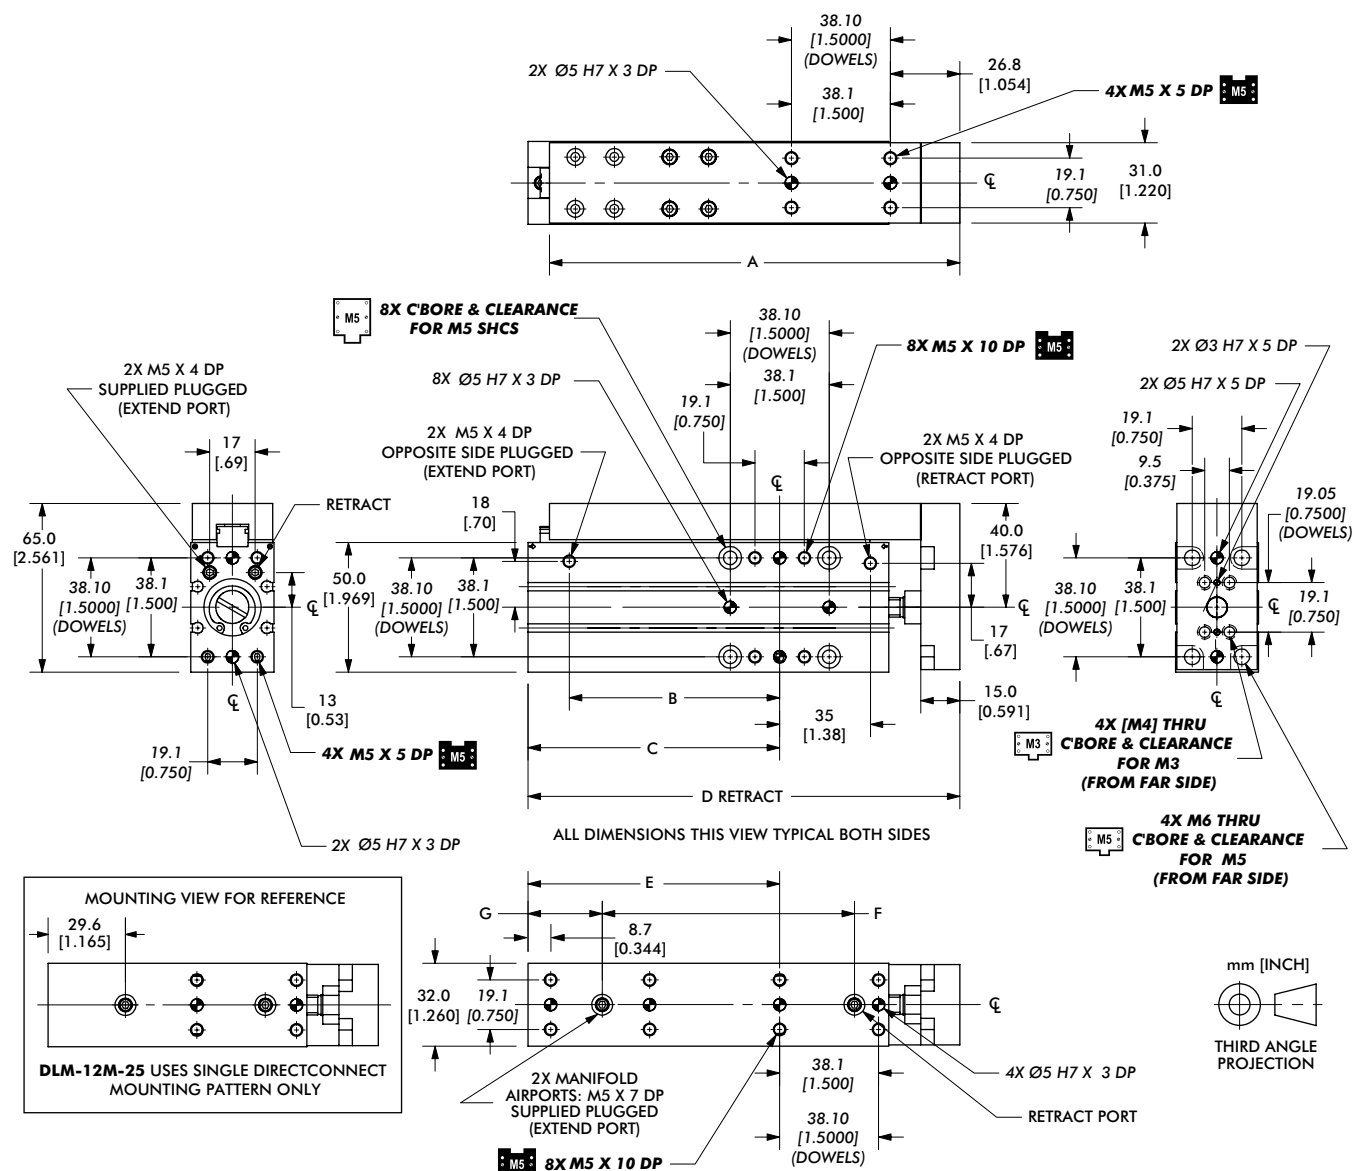 38.10
[1.5000]
(DOWELS)
2X Ø5 H7 X 3 DP
26.8
[1.054]
38.1
[1.500]
4X M5 X 5 DP
M5
31.0
[1.220]
19.1
[0.750]
℄
A
M5
8X C'BORE & CLEARANCE
FOR M5 SHCS
38.10
[1.5000]
(DOWELS)
8X M5 X 10 DP
M5
2X Ø3 H7 X 5 DP
2X M5 X 4 DP
SUPPLIED PLUGGED
(EXTEND PORT)
8X Ø5 H7 X 3 DP
38.1
[1.500]
2X Ø5 H7 X 5 DP
19.1
[0.750]
19.1
[0.750]
17
[.69]
2X M5 X 4 DP
OPPOSITE SIDE PLUGGED
(EXTEND PORT)
2X M5 X 4 DP
OPPOSITE SIDE PLUGGED
(RETRACT PORT)
9.5
[0.375]
℄
℄
RETRACT
18
[.70]
19.05
[0.7500]
(DOWELS)
65.0
[2.561]
40.0
[1.576]
38.10
[1.5000]
(DOWELS)
38.1
[1.500]
50.0
[1.969]
38.10
[1.5000]
(DOWELS)
38.1
[1.500]
38.10
[1.5000]
(DOWELS)
38.1
[1.500]
19.1
[0.750]
℄
℄
℄
17
[.67]
13
[0.53]
℄
℄
B
35
[1.38]
15.0
[0.591]
19.1
[0.750]
4X M5 X 5 DP
M5
C
4X [M4] THRU
C'BORE & CLEARANCE
FOR M3
(FROM FAR SIDE)
M3
D RETRACT
2X Ø5 H7 X 3 DP
ALL DIMENSIONS THIS VIEW TYPICAL BOTH SIDES
4X M6 THRU
C'BORE & CLEARANCE
FOR M5
(FROM FAR SIDE)
M5
MOUNTING VIEW FOR REFERENCE
29.6
[1.165]
DLM-12M-25 USES SINGLE DIRECTCONNECT
MOUNTING PATTERN ONLY
E
G
F
8.7
[0.344]
32.0
[1.260]
19.1
[0.750]
℄
mm [INCH]
THIRD ANGLE
PROJECTION
2X MANIFOLD
AIRPORTS: M5 X 7 DP
SUPPLIED PLUGGED
(EXTEND PORT)
38.1
[1.500]
4X Ø5 H7 X 3 DP
RETRACT PORT
38.10
[1.5000]
(DOWELS)
M5
8X M5 X 10 DP